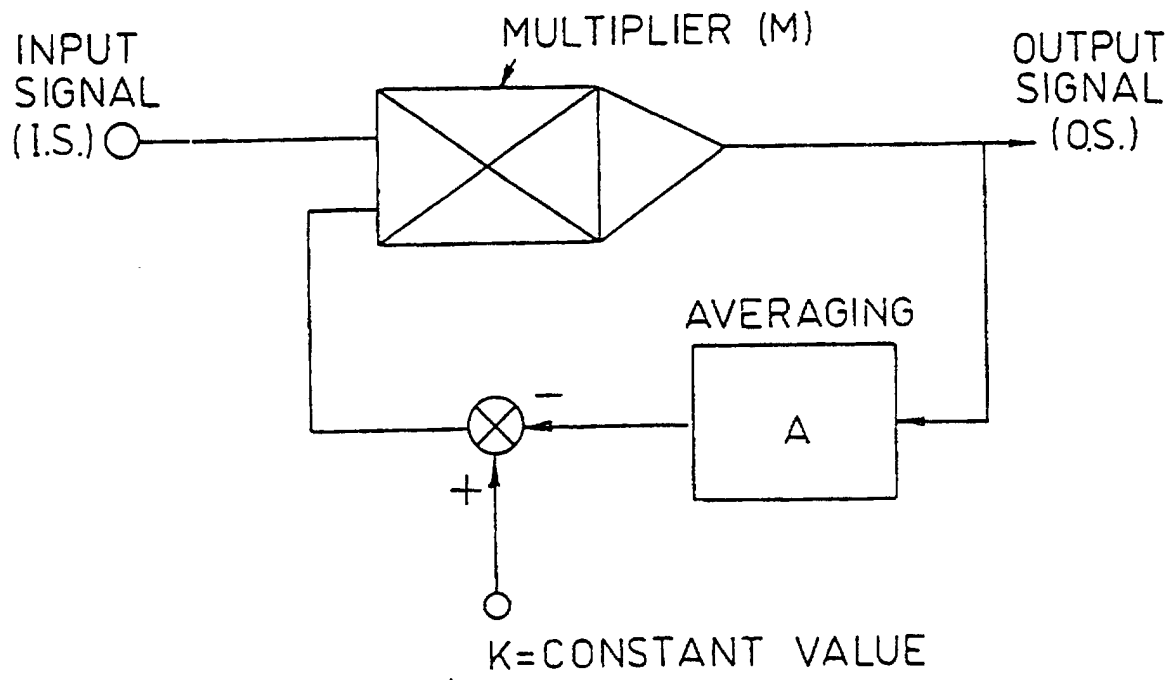 INPUT
SIGNAL
(I.S.)
MULTIPLIER (M)
OUTPUT
SIGNAL
(O.S.)
AVERAGING
A
−
+
K=CONSTANT VALUE